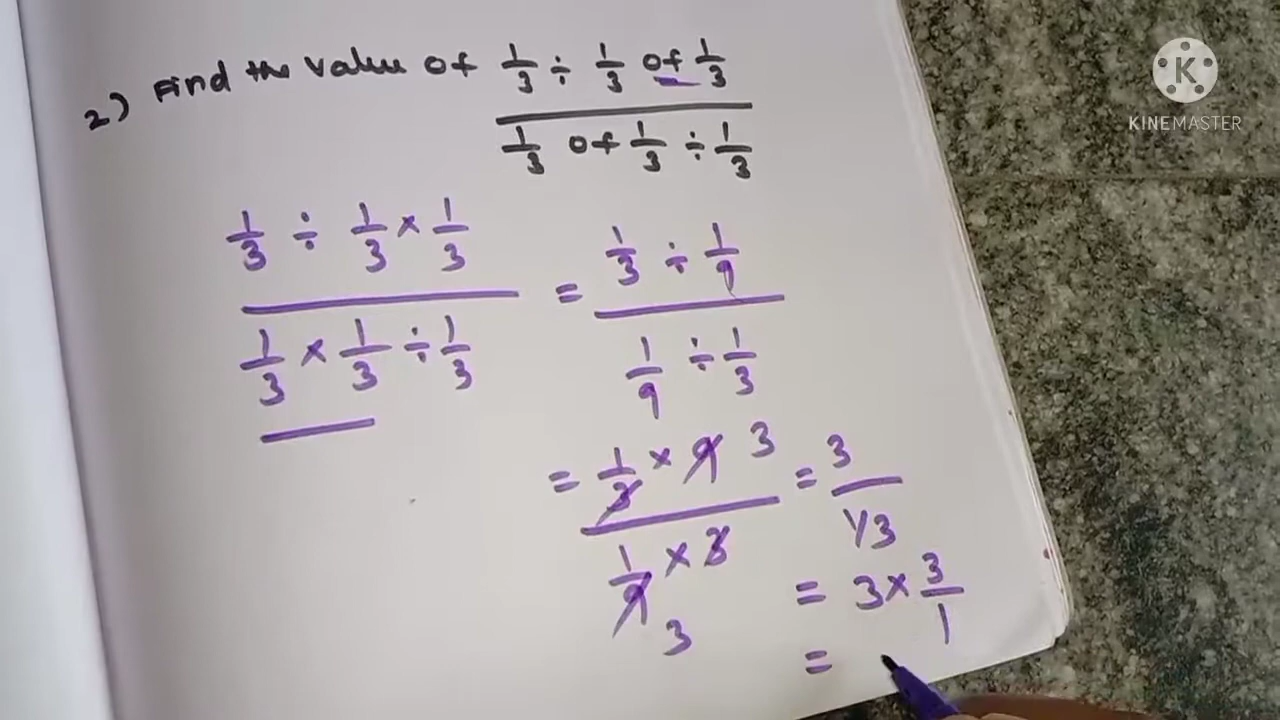 2) Find the value of 1/3 ÷ 1/3 of 1/3
1/3 of 1/3 ÷ 1/3
1/3 ÷ 1/3 × 1/3
1/3 × 1/3 ÷ 1/3
= 1/3 ÷ 1/9
1/9 ÷ 1/3
= 1/3 × 9 3
1/9 × 3
3
= 3
1/3
= 3 × 3/1
=
K
KINEMASTER